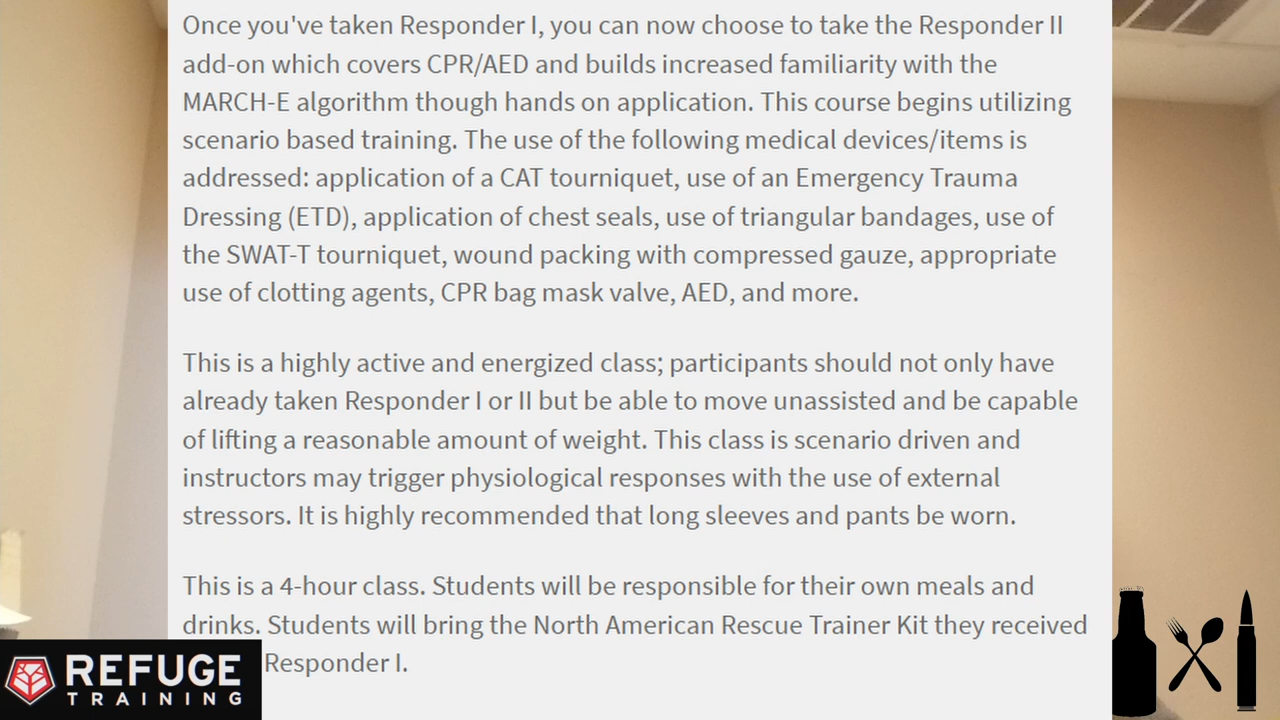 Once you've taken Responder I, you can now choose to take the Responder II
add-on which covers CPR/AED and builds increased familiarity with the
MARCH-E algorithm though hands on application. This course begins utilizing
scenario based training. The use of the following medical devices/items is
addressed: application of a CAT tourniquet, use of an Emergency Trauma
Dressing (ETD), application of chest seals, use of triangular bandages, use of
the SWAT-T tourniquet, wound packing with compressed gauze, appropriate
use of clotting agents, CPR bag mask valve, AED, and more.
This is a highly active and energized class; participants should not only have
already taken Responder I or II but be able to move unassisted and be capable
of lifting a reasonable amount of weight. This class is scenario driven and
instructors may trigger physiological responses with the use of external
stressors. It is highly recommended that long sleeves and pants be worn.
This is a 4-hour class. Students will be responsible for their own meals and
drinks. Students will bring the North American Rescue Trainer Kit they received
Responder I.
REFUGE
TRAINING